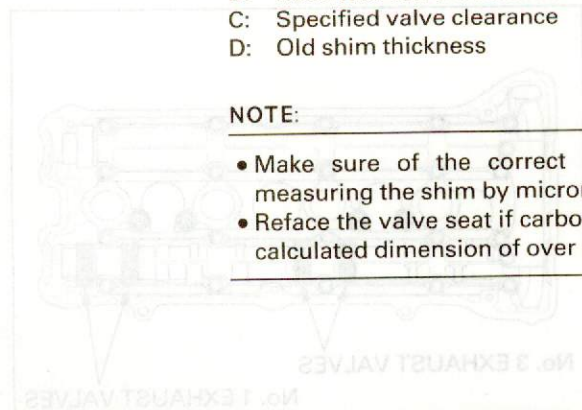 C: Specified valve clearance
D: Old shim thickness
NOTE:
• Make sure of the correct
measuring the shim by micro
• Reface the valve seat if carbo
calculated dimension of over
No. 3 EXHAUST VALVES
No. 1 EXHAUST VALVES